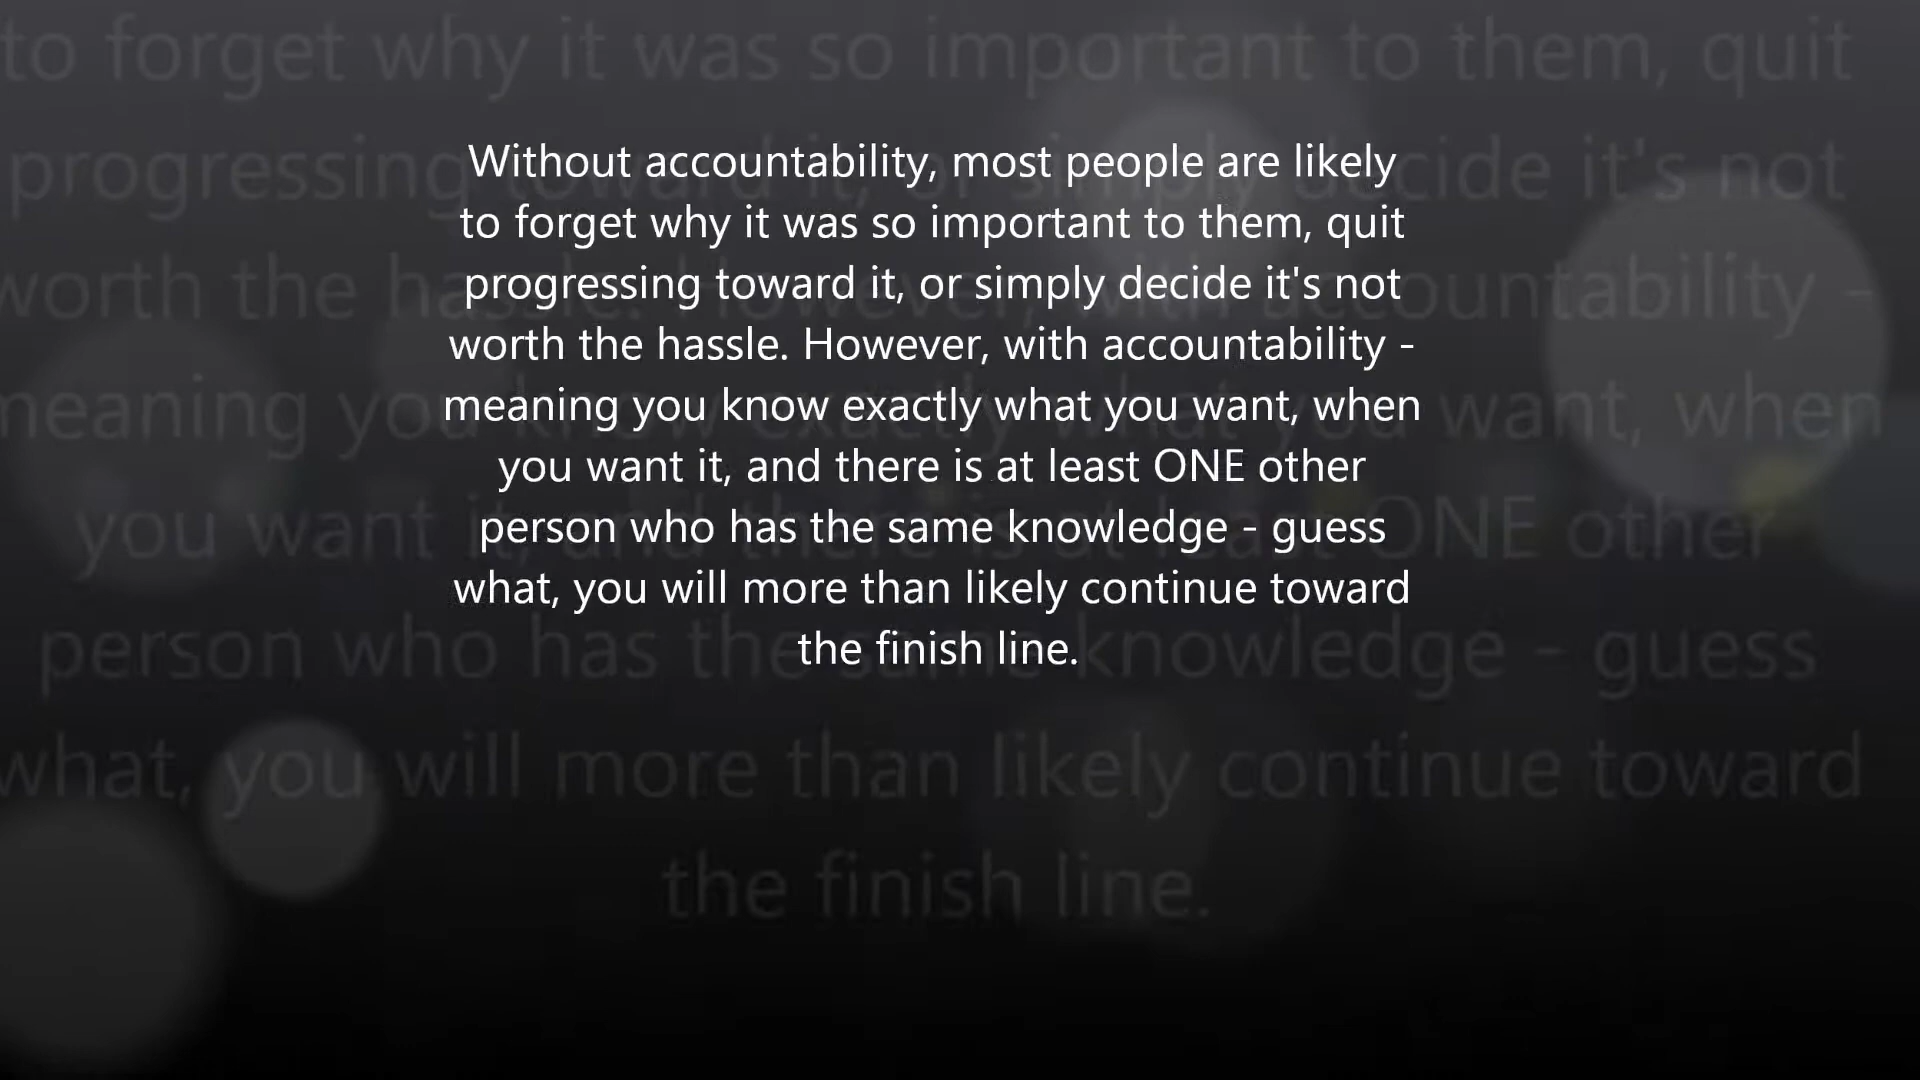 Without accountability, most people are likely
to forget why it was so important to them, quit
progressing toward it, or simply decide it's not
worth the hassle. However, with accountability -
meaning you know exactly what you want, when
you want it, and there is at least ONE other
person who has the same knowledge - guess
what, you will more than likely continue toward
the finish line.